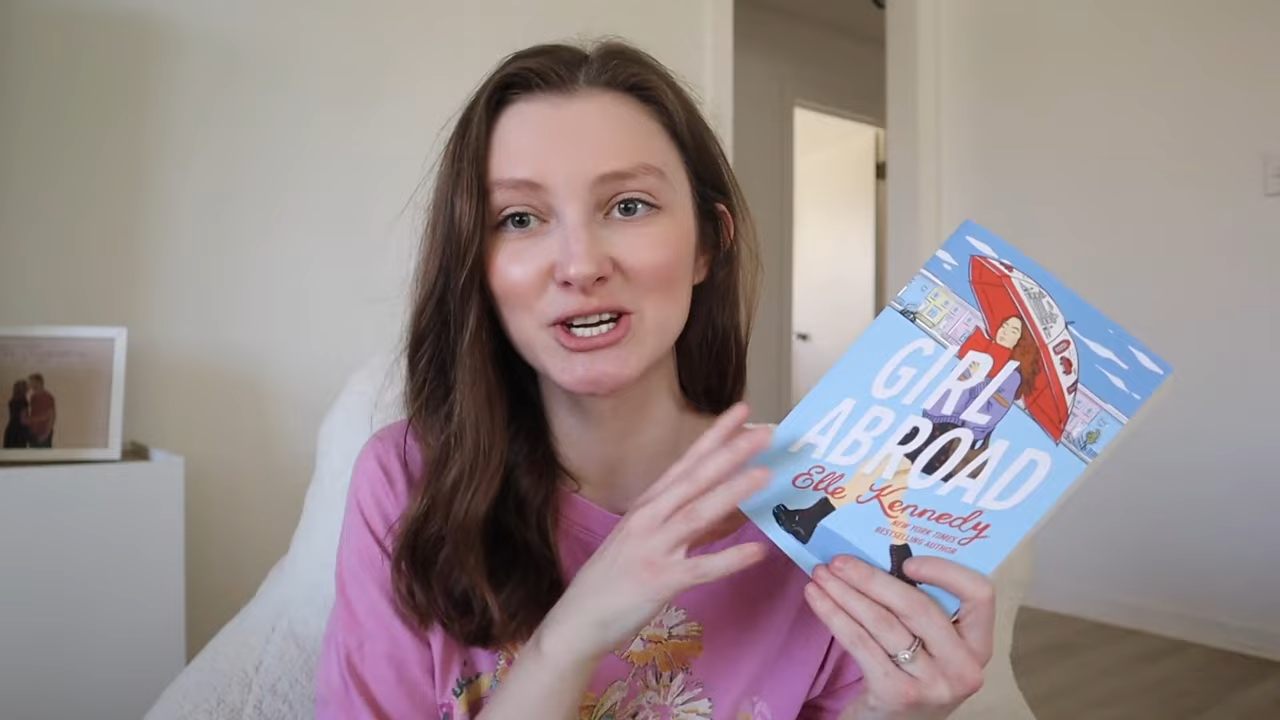 GIRL
ABROAD
Elle Kennedy
NEW YORK TIMES
BESTSELLING AUTHOR